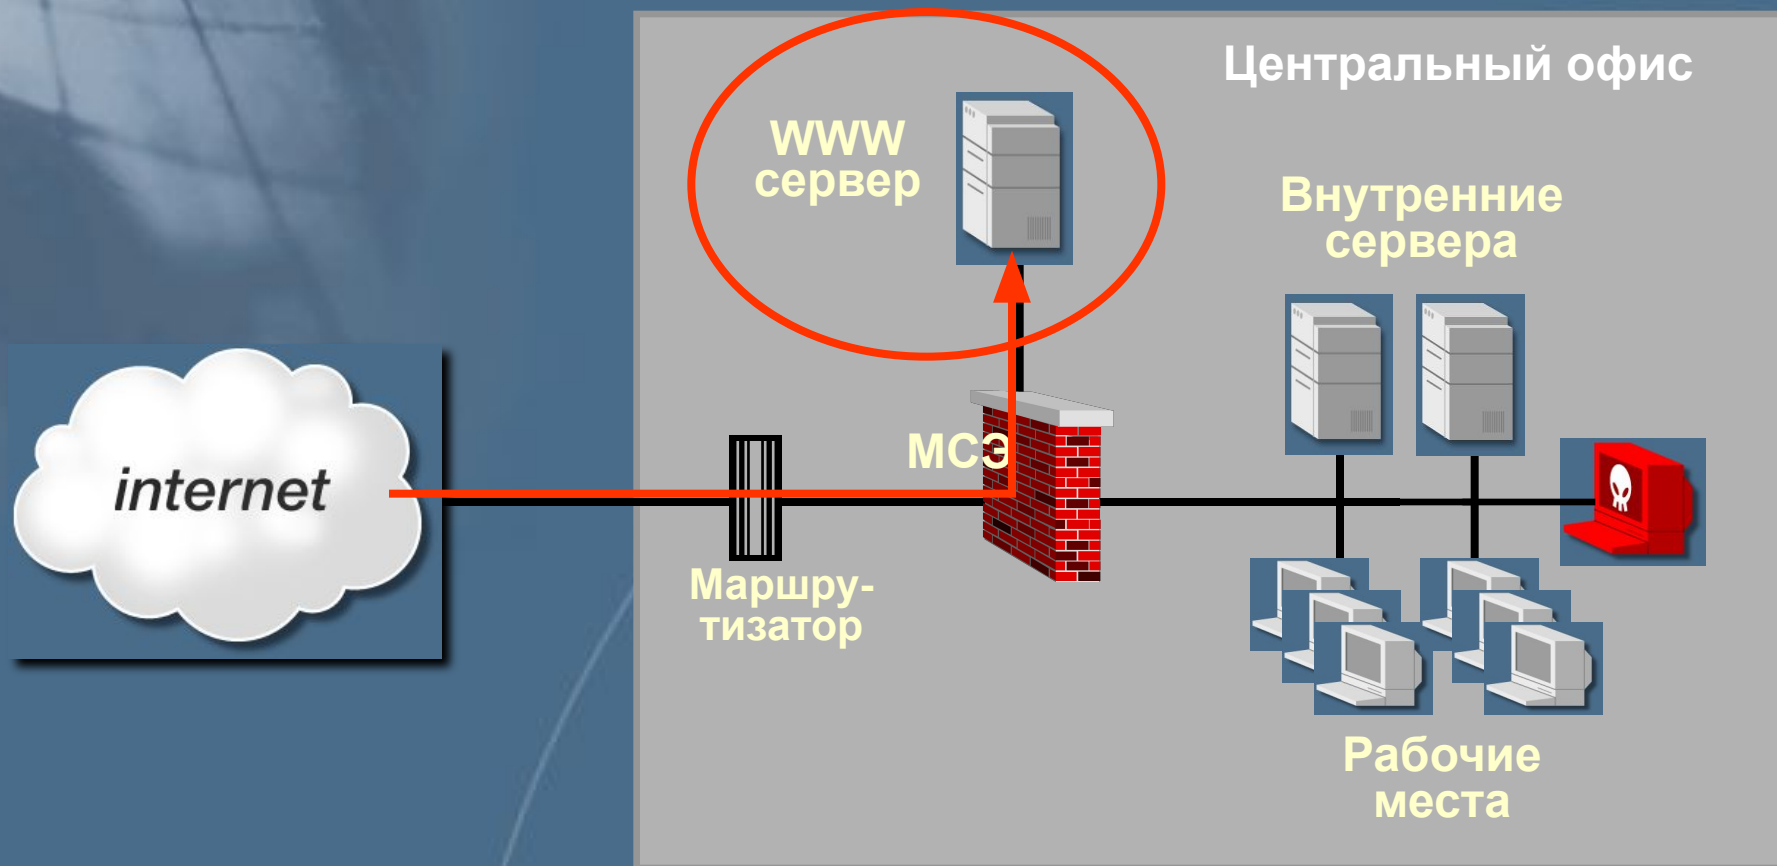 Центральный офис
WWW
сервер
Внутренние
сервера
МСЭ
internet
Маршру-
тизатор
Рабочие
места